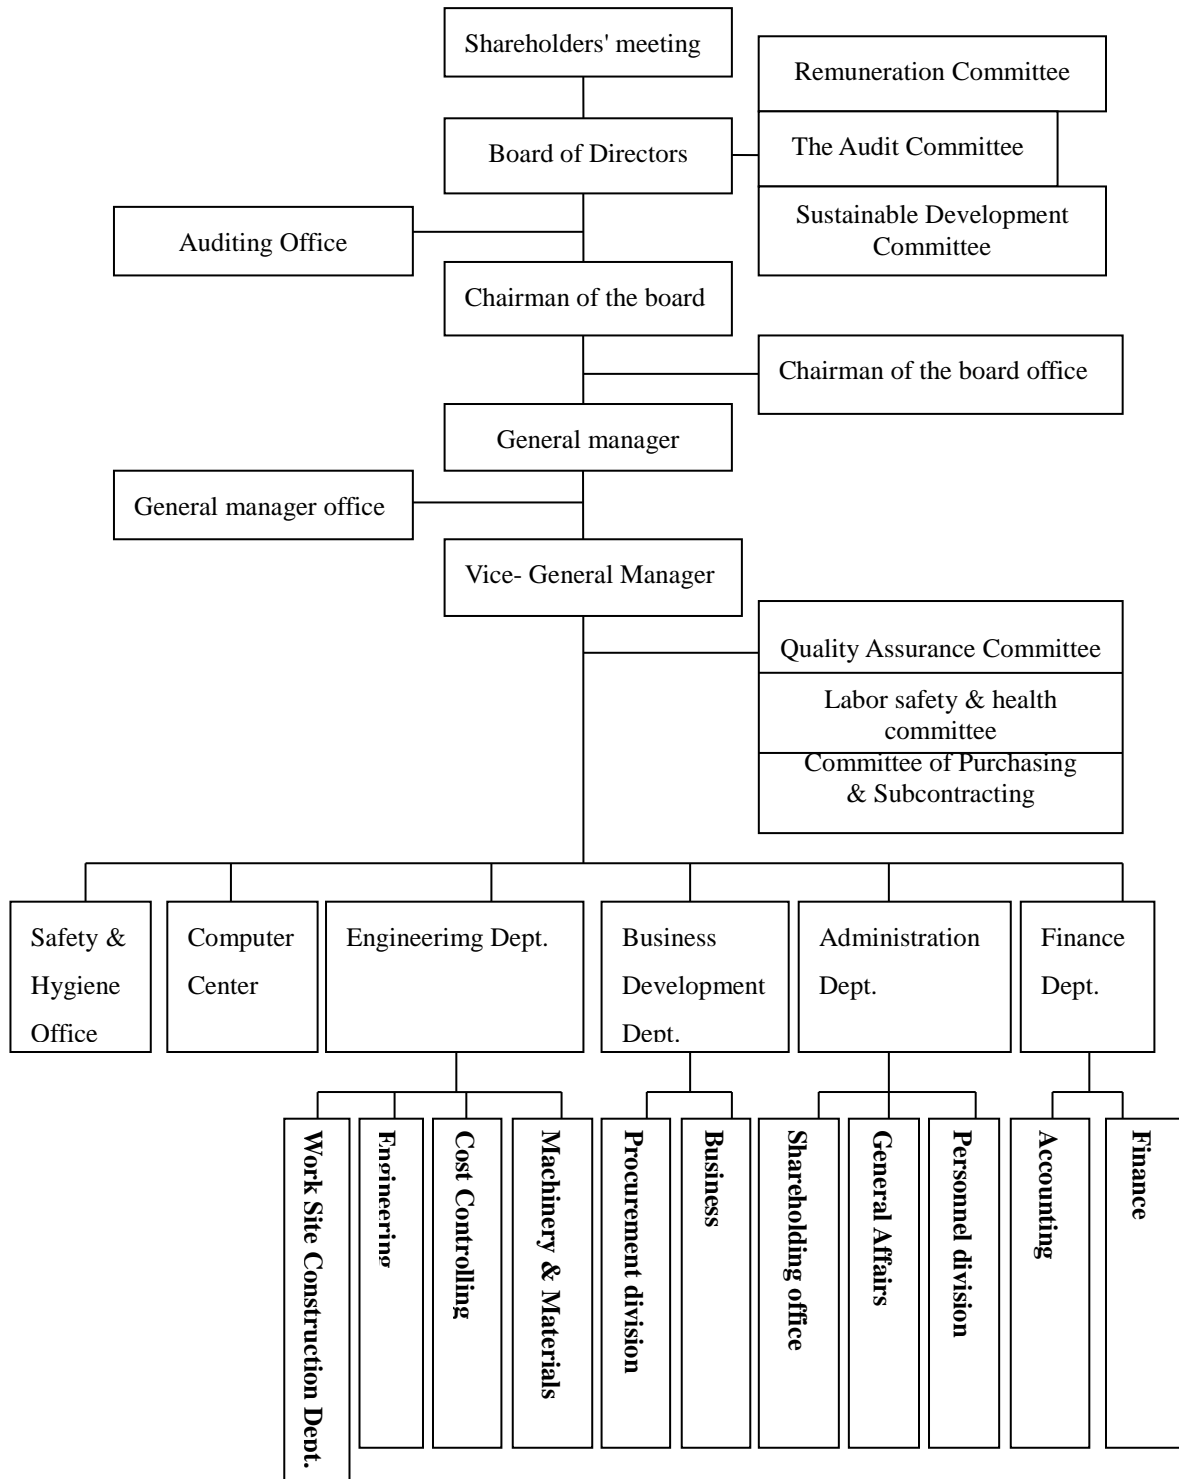 Shareholders' meeting
Remuneration Committee
Board of Directors
The Audit Committee
Sustainable Development
Committee
Auditing Office
Chairman of the board
Chairman of the board office
General manager
General manager office
Vice- General Manager
Quality Assurance Committee
Labor safety & health
committee
Committee of Purchasing
& Subcontracting
Safety &
Hygiene
Office
Computer
Center
Engineerimg Dept.
Business
Development
Dept.
Administration
Dept.
Finance
Dept.
Work Site Construction Dept.
Engineering
Cost Controlling
Machinery & Materials
Procurement division
Business
Shareholding office
General Affairs
Personnel division
Accounting
Finance